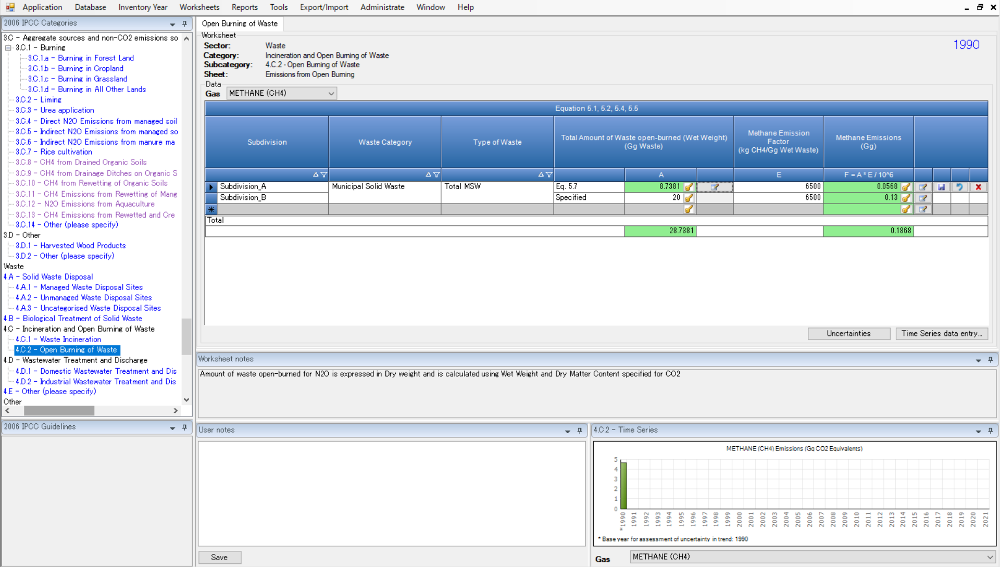 Application Database Inventory Year Worksheets Reports Tools Export/Import Administrate Window Help
2006 IPCC Categories
3.C - Aggregate sources and non-CO2 emissions so
3.C.1 - Burning
3.C.1.a - Burning in Forest Land
3.C.1.b - Burning in Cropland
3.C.1.c - Burning in Grassland
3.C.1.d - Burning in All Other Lands
3.C.2 - Liming
3.C.3 - Urea application
3.C.4 - Direct N2O Emissions from managed soil
3.C.5 - Indirect N2O Emissions from managed so
3.C.6 - Indirect N2O Emissions from manure ma
3.C.7 - Rice cultivation
3.C.8 - CH4 from Drained Organic Soils
3.C.9 - CH4 from Drainage Ditches on Organic S
3.C.10 - CH4 from Rewetting of Organic Soils
3.C.11 - CH4 Emissions from Rewetting of Mang
3.C.12 - N2O Emissions from Aquaculture
3.C.13 - CH4 Emissions from Rewetted and Cre
3.C.14 - Other (please specify)
3.D - Other
3.D.1 - Harvested Wood Products
3.D.2 - Other (please specify)
Waste
4.A - Solid Waste Disposal
4.A.1 - Managed Waste Disposal Sites
4.A.2 - Unmanaged Waste Disposal Sites
4.A.3 - Uncategorised Waste Disposal Sites
4.B - Biological Treatment of Solid Waste
4.C - Incineration and Open Burning of Waste
4.C.1 - Waste Incineration
4.C.2 - Open Burning of Waste
4.D - Wastewater Treatment and Discharge
4.D.1 - Domestic Wastewater Treatment and Dis
4.D.2 - Industrial Wastewater Treatment and Dis
4.E - Other (please specify)
Other
2006 IPCC Guidelines
Open Burning of Waste
Worksheet
1990
Sector: Waste
Category: Incineration and Open Burning of Waste
Subcategory: 4.C.2 - Open Burning of Waste
Sheet: Emissions from Open Burning
Data
Gas METHANE (CH4)
Equation 5.1, 5.2, 5.4, 5.5
Subdivision Waste Category Type of Waste Total Amount of Waste open-burned (Wet Weight) (Gg Waste) Methane Emission Factor (kg CH4/Gg Wet Waste) Methane Emissions (Gg)
A E F = A * E / 10^6
Subdivision_A Municipal Solid Waste Total MSW Eq. 5.7 8.7381 6500 0.0568
Subdivision_B Specified 20 6500 0.13
Total
28.7381 0.1868
Uncertainties Time Series data entry...
Worksheet notes
Amount of waste open-burned for N2O is expressed in Dry weight and is calculated using Wet Weight and Dry Matter Content specified for CO2
User notes
Save
4.C.2 - Time Series
METHANE (CH4) Emissions (Gg CO2 Equivalents)
5
4
3
2
1
0
*1990 1991 1992 1993 1994 1995 1996 1997 1998 1999 2000 2001 2002 2003 2004 2005 2006 2007 2008 2009 2010 2011 2012 2013 2014 2015 2016 2017 2018 2019 2020 2021
* Base year for assessment of uncertainty in trend: 1990
Gas METHANE (CH4)